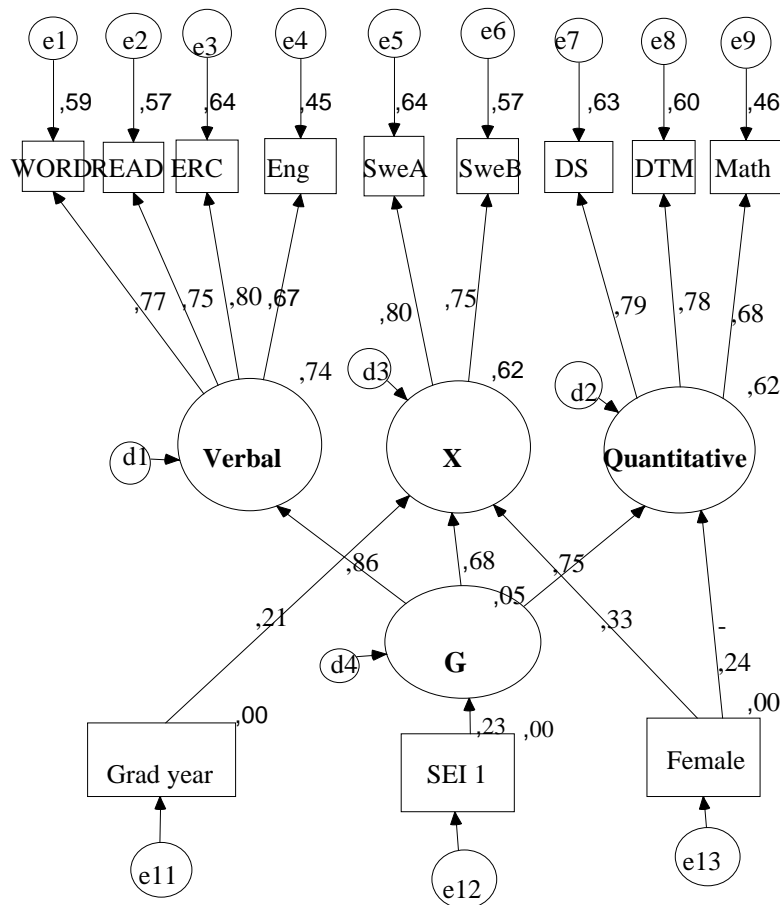 e1 e2 e3 e4 e5 e6 e7 e8 e9
,59 ,57 ,64 ,45 ,64 ,57 ,63 ,60 ,46
WORD READ ERC Eng SweA SweB DS DTM Math
,77 ,75 ,80 ,67 ,80 ,75 ,79 ,78 ,68
,74 d3 ,62 d2 ,62
d1 Verbal X Quantitative
,86 ,68 ,75
,05
,21 ,33 -
d4 G ,24
,00 ,23 ,00 ,00
Grad year SEI 1 Female
e11 e12 e13